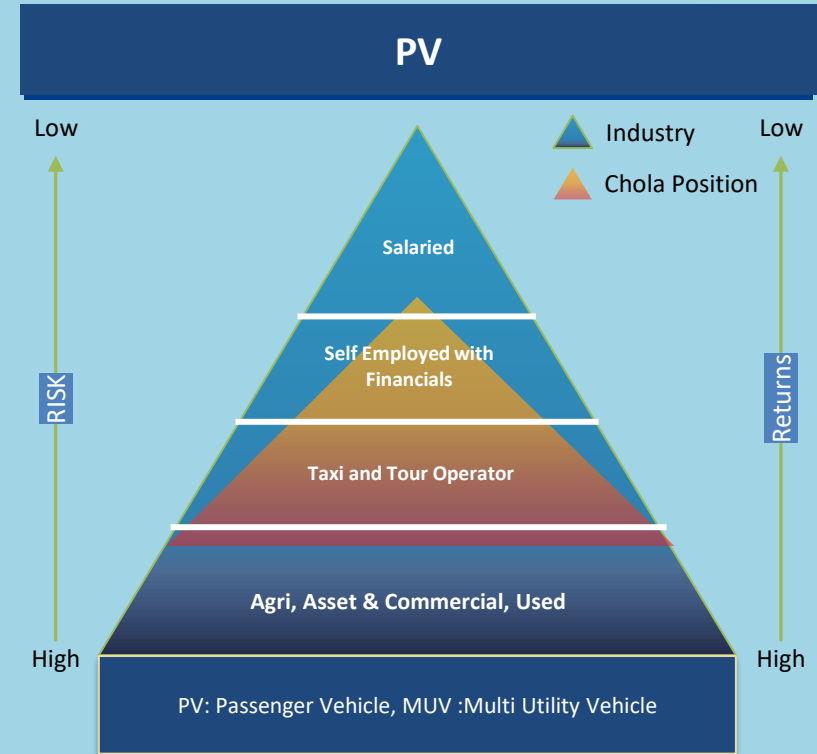 PV
Low
Low
Industry
Chola Position
Salaried
Self Employed with
Financials
RISK
Returns
Taxi and Tour Operator
Agri, Asset & Commercial, Used
High
High
PV: Passenger Vehicle, MUV :Multi Utility Vehicle